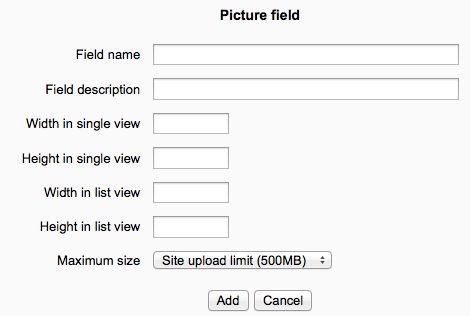 Picture field
Field name
Field description
Width in single view
Height in single view
Width in list view
Height in list view
Maximum size Site upload limit (500MB)
Add Cancel